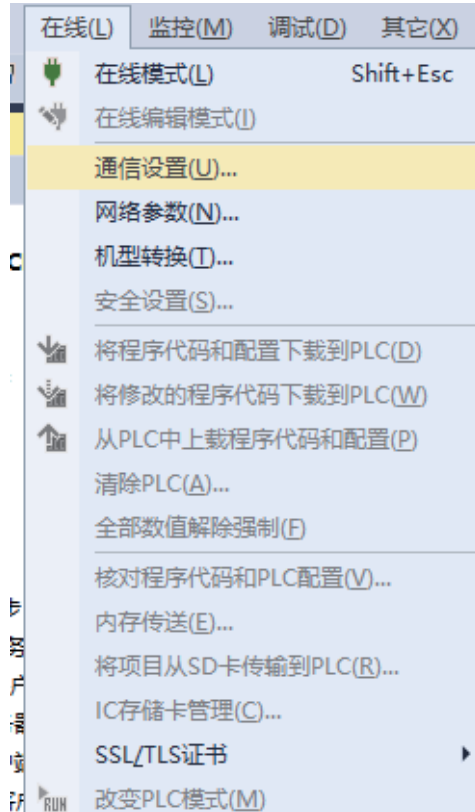 在线(L) 监控(M) 调试(D) 其它(X)
在线模式(L) Shift+Esc
在线编辑模式(I)
通信设置(U)...
网络参数(N)...
机型转换(T)...
安全设置(S)...
将程序代码和配置下载到PLC(D)
将修改的程序代码下载到PLC(W)
从PLC中上载程序代码和配置(P)
清除PLC(A)...
全部数值解除强制(F)
核对程序代码和PLC配置(V)...
内存传送(E)...
将项目从SD卡传输到PLC(R)...
IC存储卡管理(C)...
SSL/TLS证书
RUN 改变PLC模式(M)